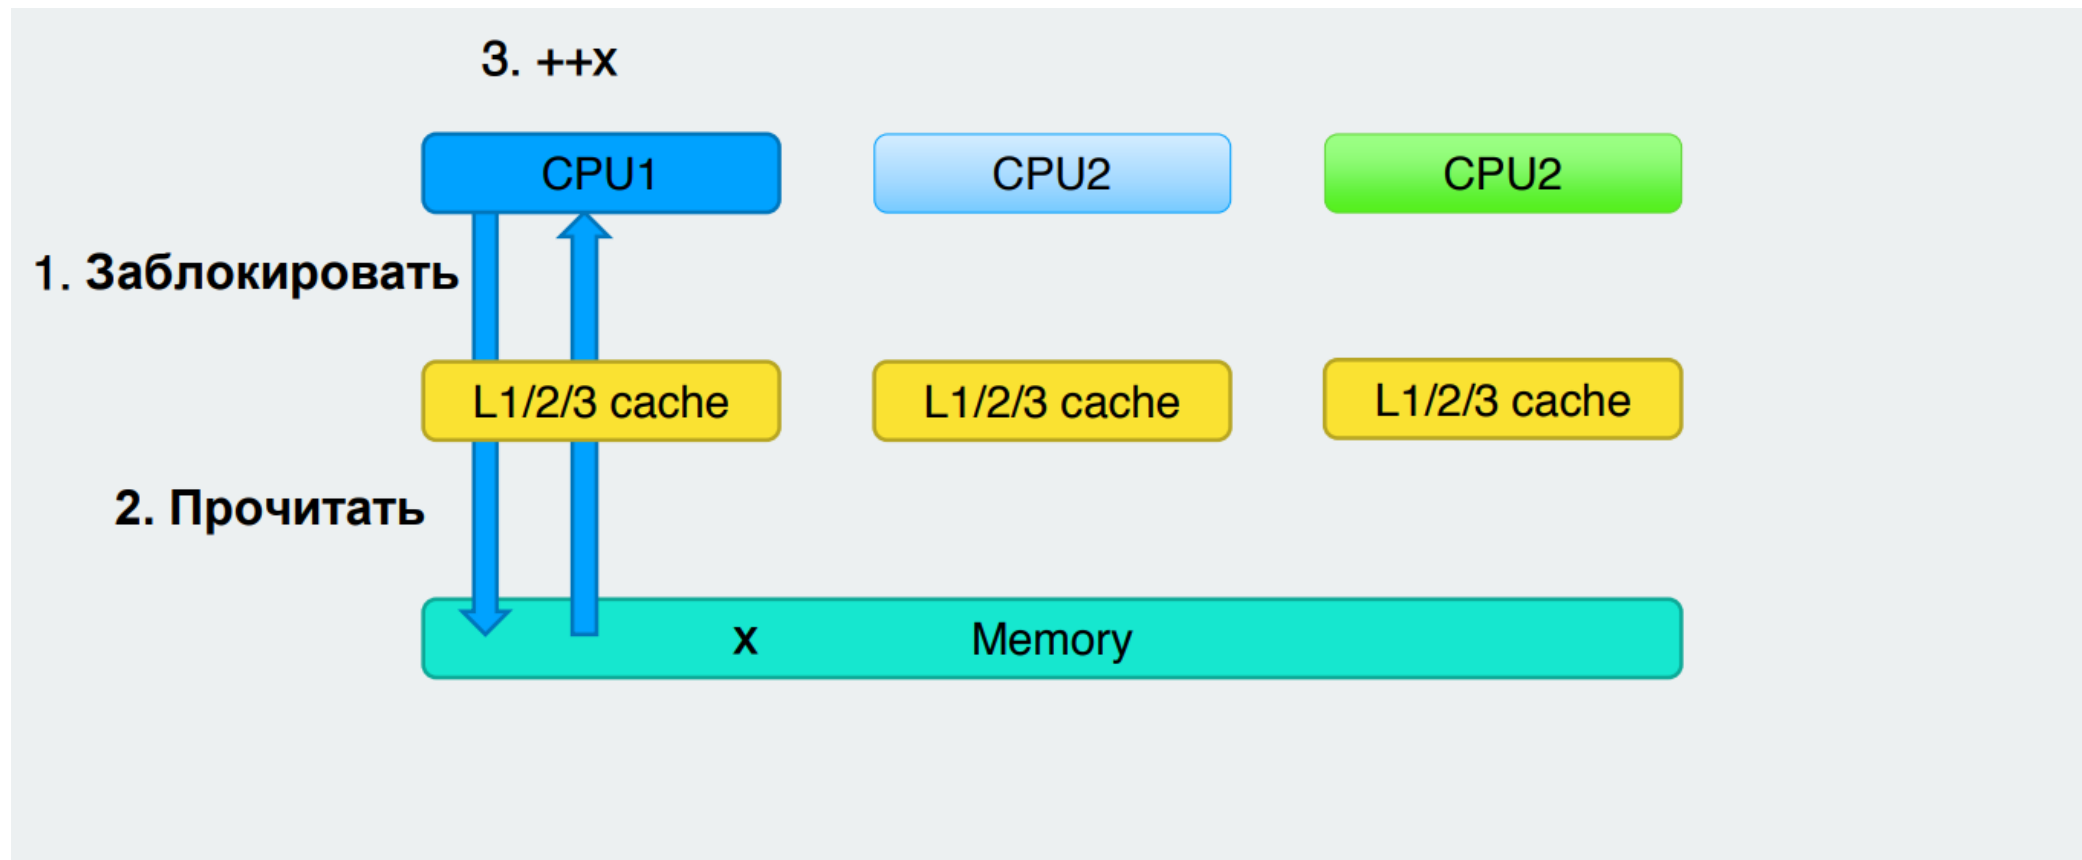 3. ++x
CPU1
CPU2
CPU2
1. Заблокировать
L1/2/3 cache
L1/2/3 cache
L1/2/3 cache
2. Прочитать
x
Memory